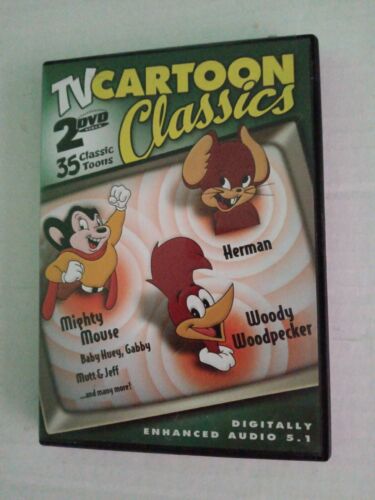 TV CARTOON
Classics
2 DVD
VIDEO
35 Classic
Toons
Herman
Mighty
Mouse
Baby Huey, Gabby
Mutt & Jeff
...and many more!
Woody
Woodpecker
DIGITALLY
ENHANCED AUDIO 5.1